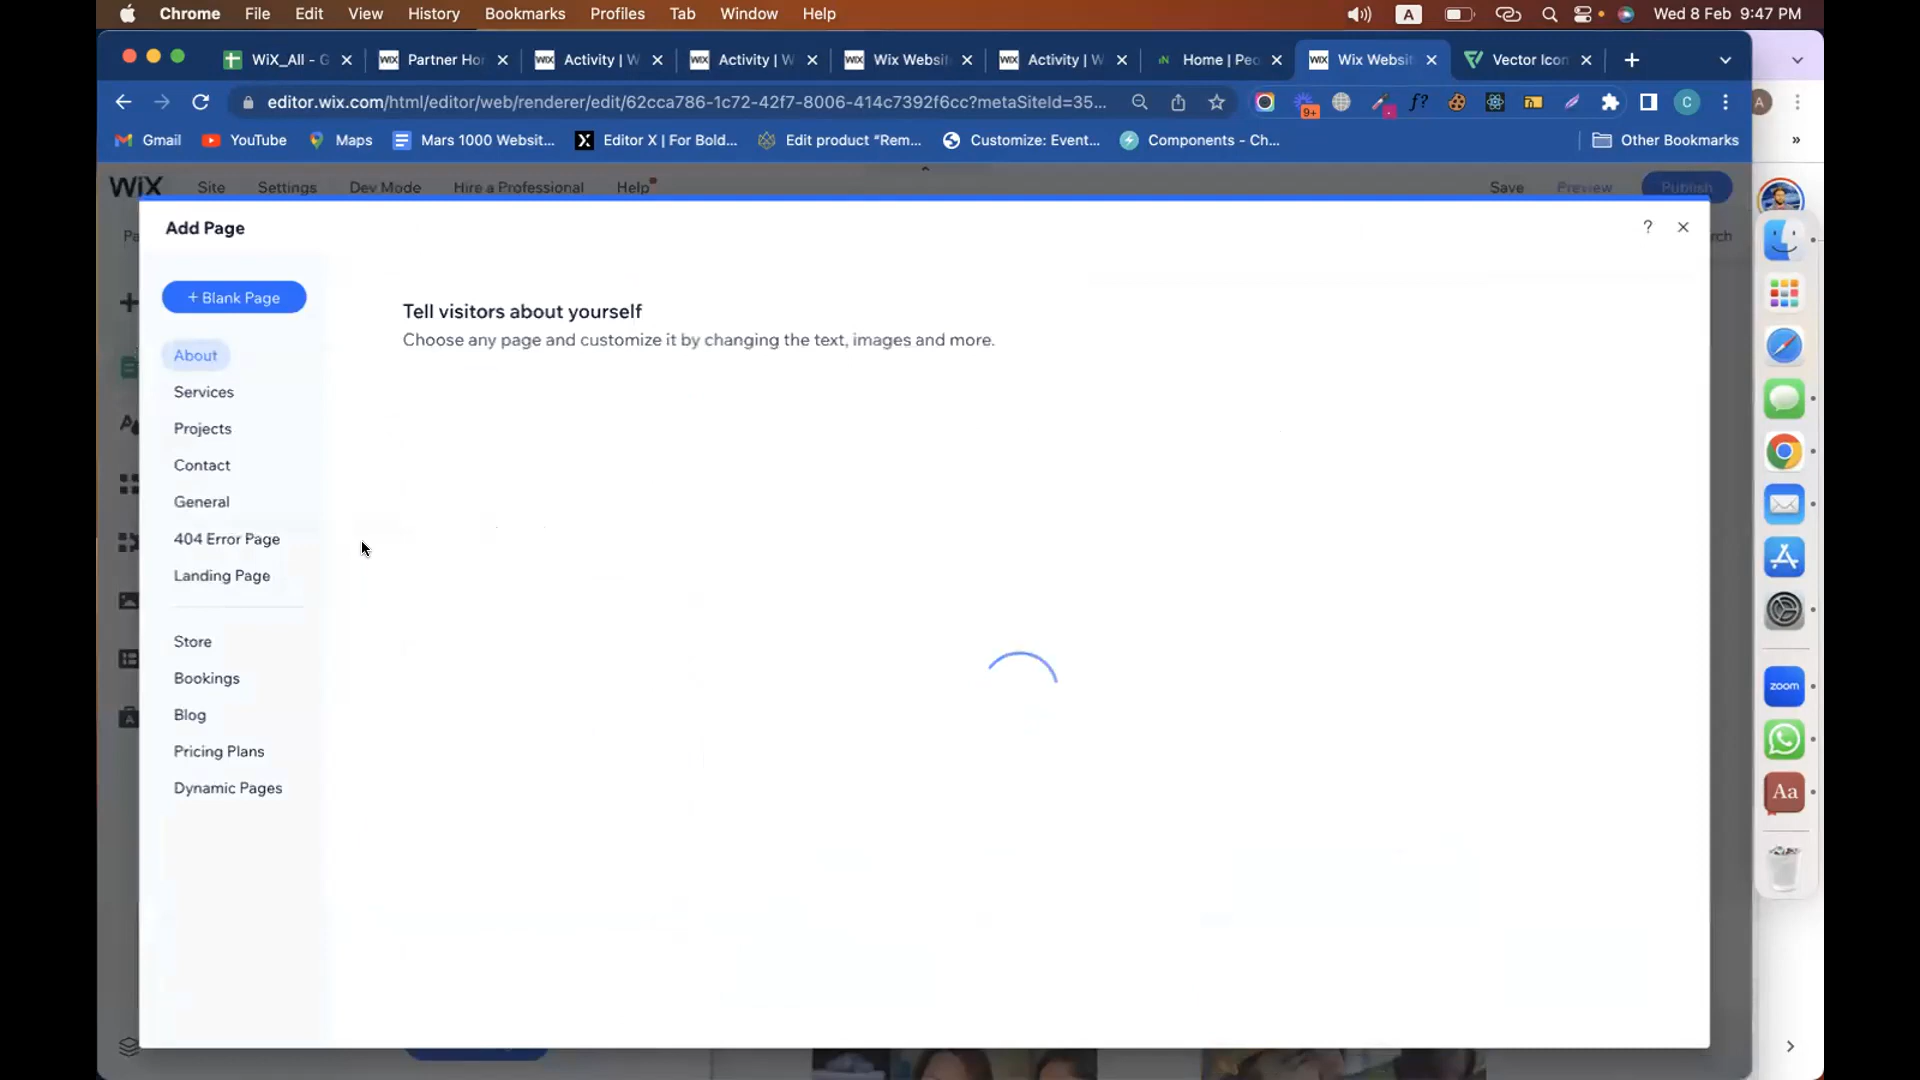 Chrome File Edit View History Bookmarks Profiles Tab Window Help A Wed 8 Feb 9:47 PM
WiX_All - G Partner Ho Activity | W Activity | W Wix Websi Activity | W Home | Peo Wix Websi Vector Icon
editor.wix.com/html/editor/web/renderer/edit/62cca786-1c72-42f7-8006-414c7392f6cc?metaSiteId=35... 9+ f? C A
Gmail YouTube Maps Mars 1000 Websit... Editor X | For Bold... Edit product “Rem... Customize: Event... Components - Ch... Other Bookmarks »
WiX Site Settings Dev Mode Hire a Professional Help Save Preview Publish
Add Page ?
+ Blank Page
Tell visitors about yourself
Choose any page and customize it by changing the text, images and more.
About
Services
Projects
Contact
General
404 Error Page
Landing Page
Store
Bookings
Blog
Pricing Plans
Dynamic Pages
zoom
Aa